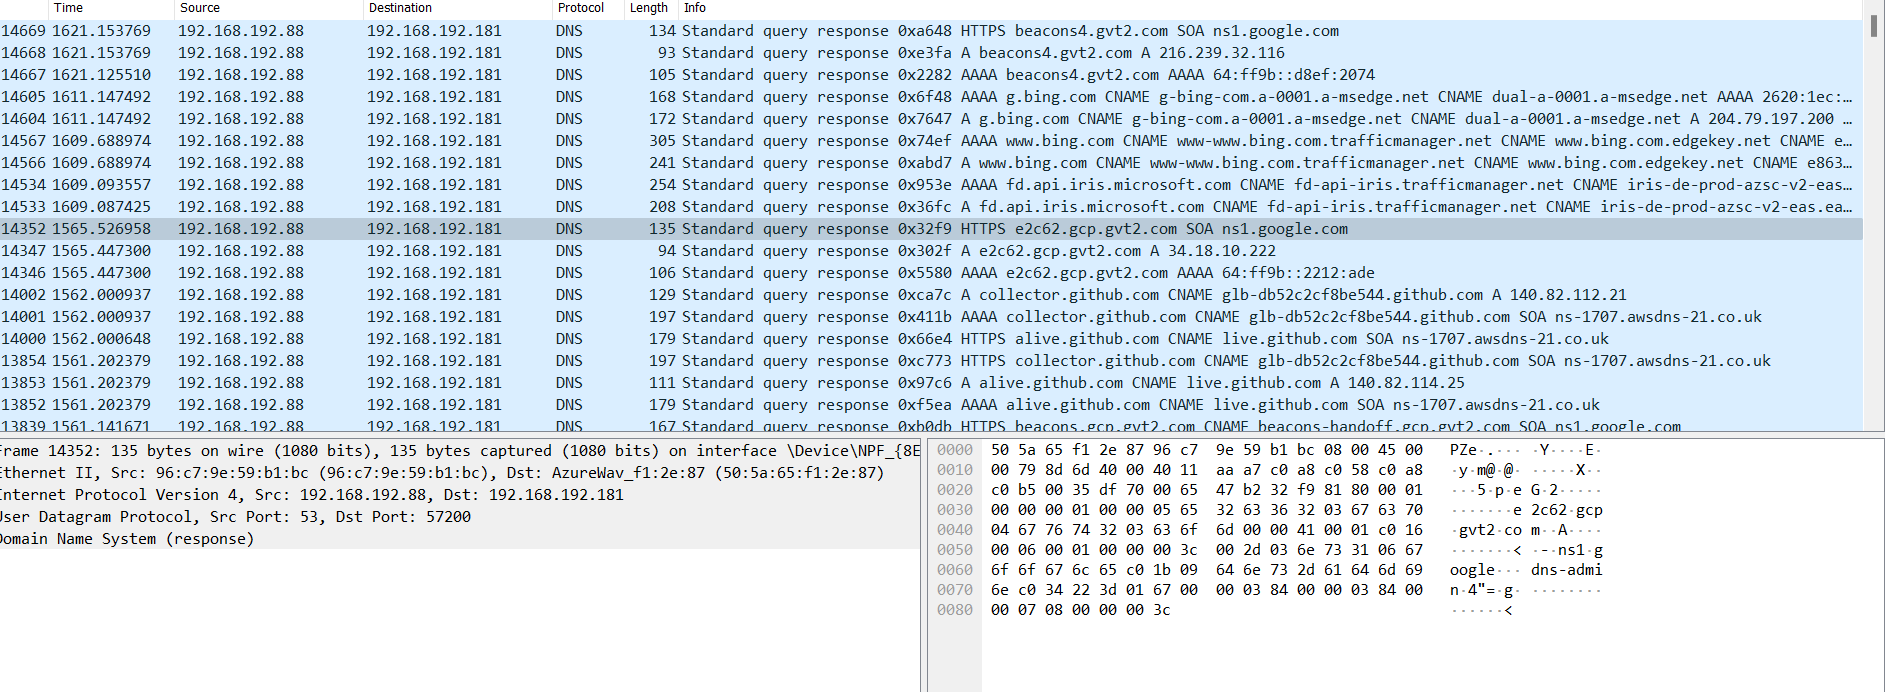 Time Source Destination Protocol Length Info
14669 1621.153769 192.168.192.88 192.168.192.181 DNS 134 Standard query response 0xa648 HTTPS beacons4.gvt2.com SOA ns1.google.com
14668 1621.153769 192.168.192.88 192.168.192.181 DNS 93 Standard query response 0xe3fa A beacons4.gvt2.com A 216.239.32.116
14667 1621.125510 192.168.192.88 192.168.192.181 DNS 105 Standard query response 0x2282 AAAA beacons4.gvt2.com AAAA 64:ff9b::d8ef:2074
14605 1611.147492 192.168.192.88 192.168.192.181 DNS 168 Standard query response 0x6f48 AAAA g.bing.com CNAME g-bing-com.a-0001.a-msedge.net CNAME dual-a-0001.a-msedge.net AAAA 2620:1ec:…
14604 1611.147492 192.168.192.88 192.168.192.181 DNS 172 Standard query response 0x7647 A g.bing.com CNAME g-bing-com.a-0001.a-msedge.net CNAME dual-a-0001.a-msedge.net A 204.79.197.200 …
14567 1609.688974 192.168.192.88 192.168.192.181 DNS 305 Standard query response 0x74ef AAAA www.bing.com CNAME www-www.bing.com.trafficmanager.net CNAME www.bing.com.edgekey.net CNAME e…
14566 1609.688974 192.168.192.88 192.168.192.181 DNS 241 Standard query response 0xabd7 A www.bing.com CNAME www-www.bing.com.trafficmanager.net CNAME www.bing.com.edgekey.net CNAME e863…
14534 1609.093557 192.168.192.88 192.168.192.181 DNS 254 Standard query response 0x953e AAAA fd.api.iris.microsoft.com CNAME fd-api-iris.trafficmanager.net CNAME iris-de-prod-azsc-v2-eas…
14533 1609.087425 192.168.192.88 192.168.192.181 DNS 208 Standard query response 0x36fc A fd.api.iris.microsoft.com CNAME fd-api-iris.trafficmanager.net CNAME iris-de-prod-azsc-v2-eas.ea…
14352 1565.526958 192.168.192.88 192.168.192.181 DNS 135 Standard query response 0x32f9 HTTPS e2c62.gcp.gvt2.com SOA ns1.google.com
14347 1565.447300 192.168.192.88 192.168.192.181 DNS 94 Standard query response 0x302f A e2c62.gcp.gvt2.com A 34.18.10.222
14346 1565.447300 192.168.192.88 192.168.192.181 DNS 106 Standard query response 0x5580 AAAA e2c62.gcp.gvt2.com AAAA 64:ff9b::2212:ade
14002 1562.000937 192.168.192.88 192.168.192.181 DNS 129 Standard query response 0xca7c A collector.github.com CNAME glb-db52c2cf8be544.github.com A 140.82.112.21
14001 1562.000937 192.168.192.88 192.168.192.181 DNS 197 Standard query response 0x411b AAAA collector.github.com CNAME glb-db52c2cf8be544.github.com SOA ns-1707.awsdns-21.co.uk
14000 1562.000648 192.168.192.88 192.168.192.181 DNS 179 Standard query response 0x66e4 HTTPS alive.github.com CNAME live.github.com SOA ns-1707.awsdns-21.co.uk
13854 1561.202379 192.168.192.88 192.168.192.181 DNS 197 Standard query response 0xc773 HTTPS collector.github.com CNAME glb-db52c2cf8be544.github.com SOA ns-1707.awsdns-21.co.uk
13853 1561.202379 192.168.192.88 192.168.192.181 DNS 111 Standard query response 0x97c6 A alive.github.com CNAME live.github.com A 140.82.114.25
13852 1561.202379 192.168.192.88 192.168.192.181 DNS 179 Standard query response 0xf5ea AAAA alive.github.com CNAME live.github.com SOA ns-1707.awsdns-21.co.uk
13839 1561.141671 192.168.192.88 192.168.192.181 DNS 167 Standard query response 0xb0db HTTPS beacons.gcp.gvt2.com CNAME beacons-handoff.gcp.gvt2.com SOA ns1.google.com
Frame 14352: 135 bytes on wire (1080 bits), 135 bytes captured (1080 bits) on interface \Device\NPF_{8E
Ethernet II, Src: 96:c7:9e:59:b1:bc (96:c7:9e:59:b1:bc), Dst: AzureWav_f1:2e:87 (50:5a:65:f1:2e:87)
Internet Protocol Version 4, Src: 192.168.192.88, Dst: 192.168.192.181
User Datagram Protocol, Src Port: 53, Dst Port: 57200
Domain Name System (response)
0000 50 5a 65 f1 2e 87 96 c7 9e 59 b1 bc 08 00 45 00 PZe·.··· ·Y····E·
0010 00 79 8d 6d 40 00 40 11 aa a7 c0 a8 c0 58 c0 a8 ·y·m@·@· ·····X··
0020 c0 b5 00 35 df 70 00 65 47 b2 32 f9 81 80 00 01 ···5·p·e G·2·····
0030 00 00 00 01 00 00 05 65 32 63 36 32 03 67 63 70 ·······e 2c62·gcp
0040 04 67 76 74 32 03 63 6f 6d 00 00 41 00 01 c0 16 ·gvt2·co m··A····
0050 00 06 00 01 00 00 00 3c 00 2d 03 6e 73 31 06 67 ·······< ·-·ns1·g
0060 6f 6f 67 6c 65 c0 1b 09 64 6e 73 2d 61 64 6d 69 oogle··· dns-admi
0070 6e c0 34 22 3d 01 67 00 00 03 84 00 00 03 84 00 n·4"=·g· ········
0080 00 07 08 00 00 00 3c ······<